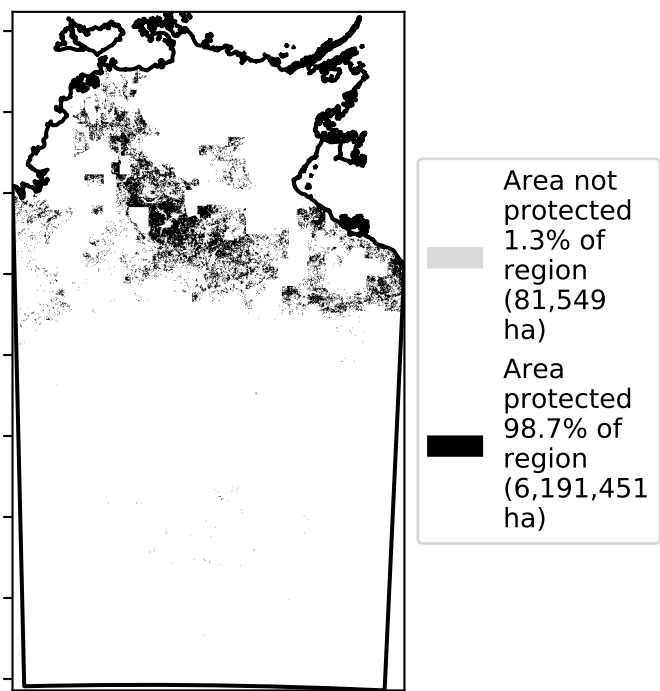 Area not
protected
1.3% of
region
(81,549
ha)
Area
protected
98.7% of
region
(6,191,451
ha)